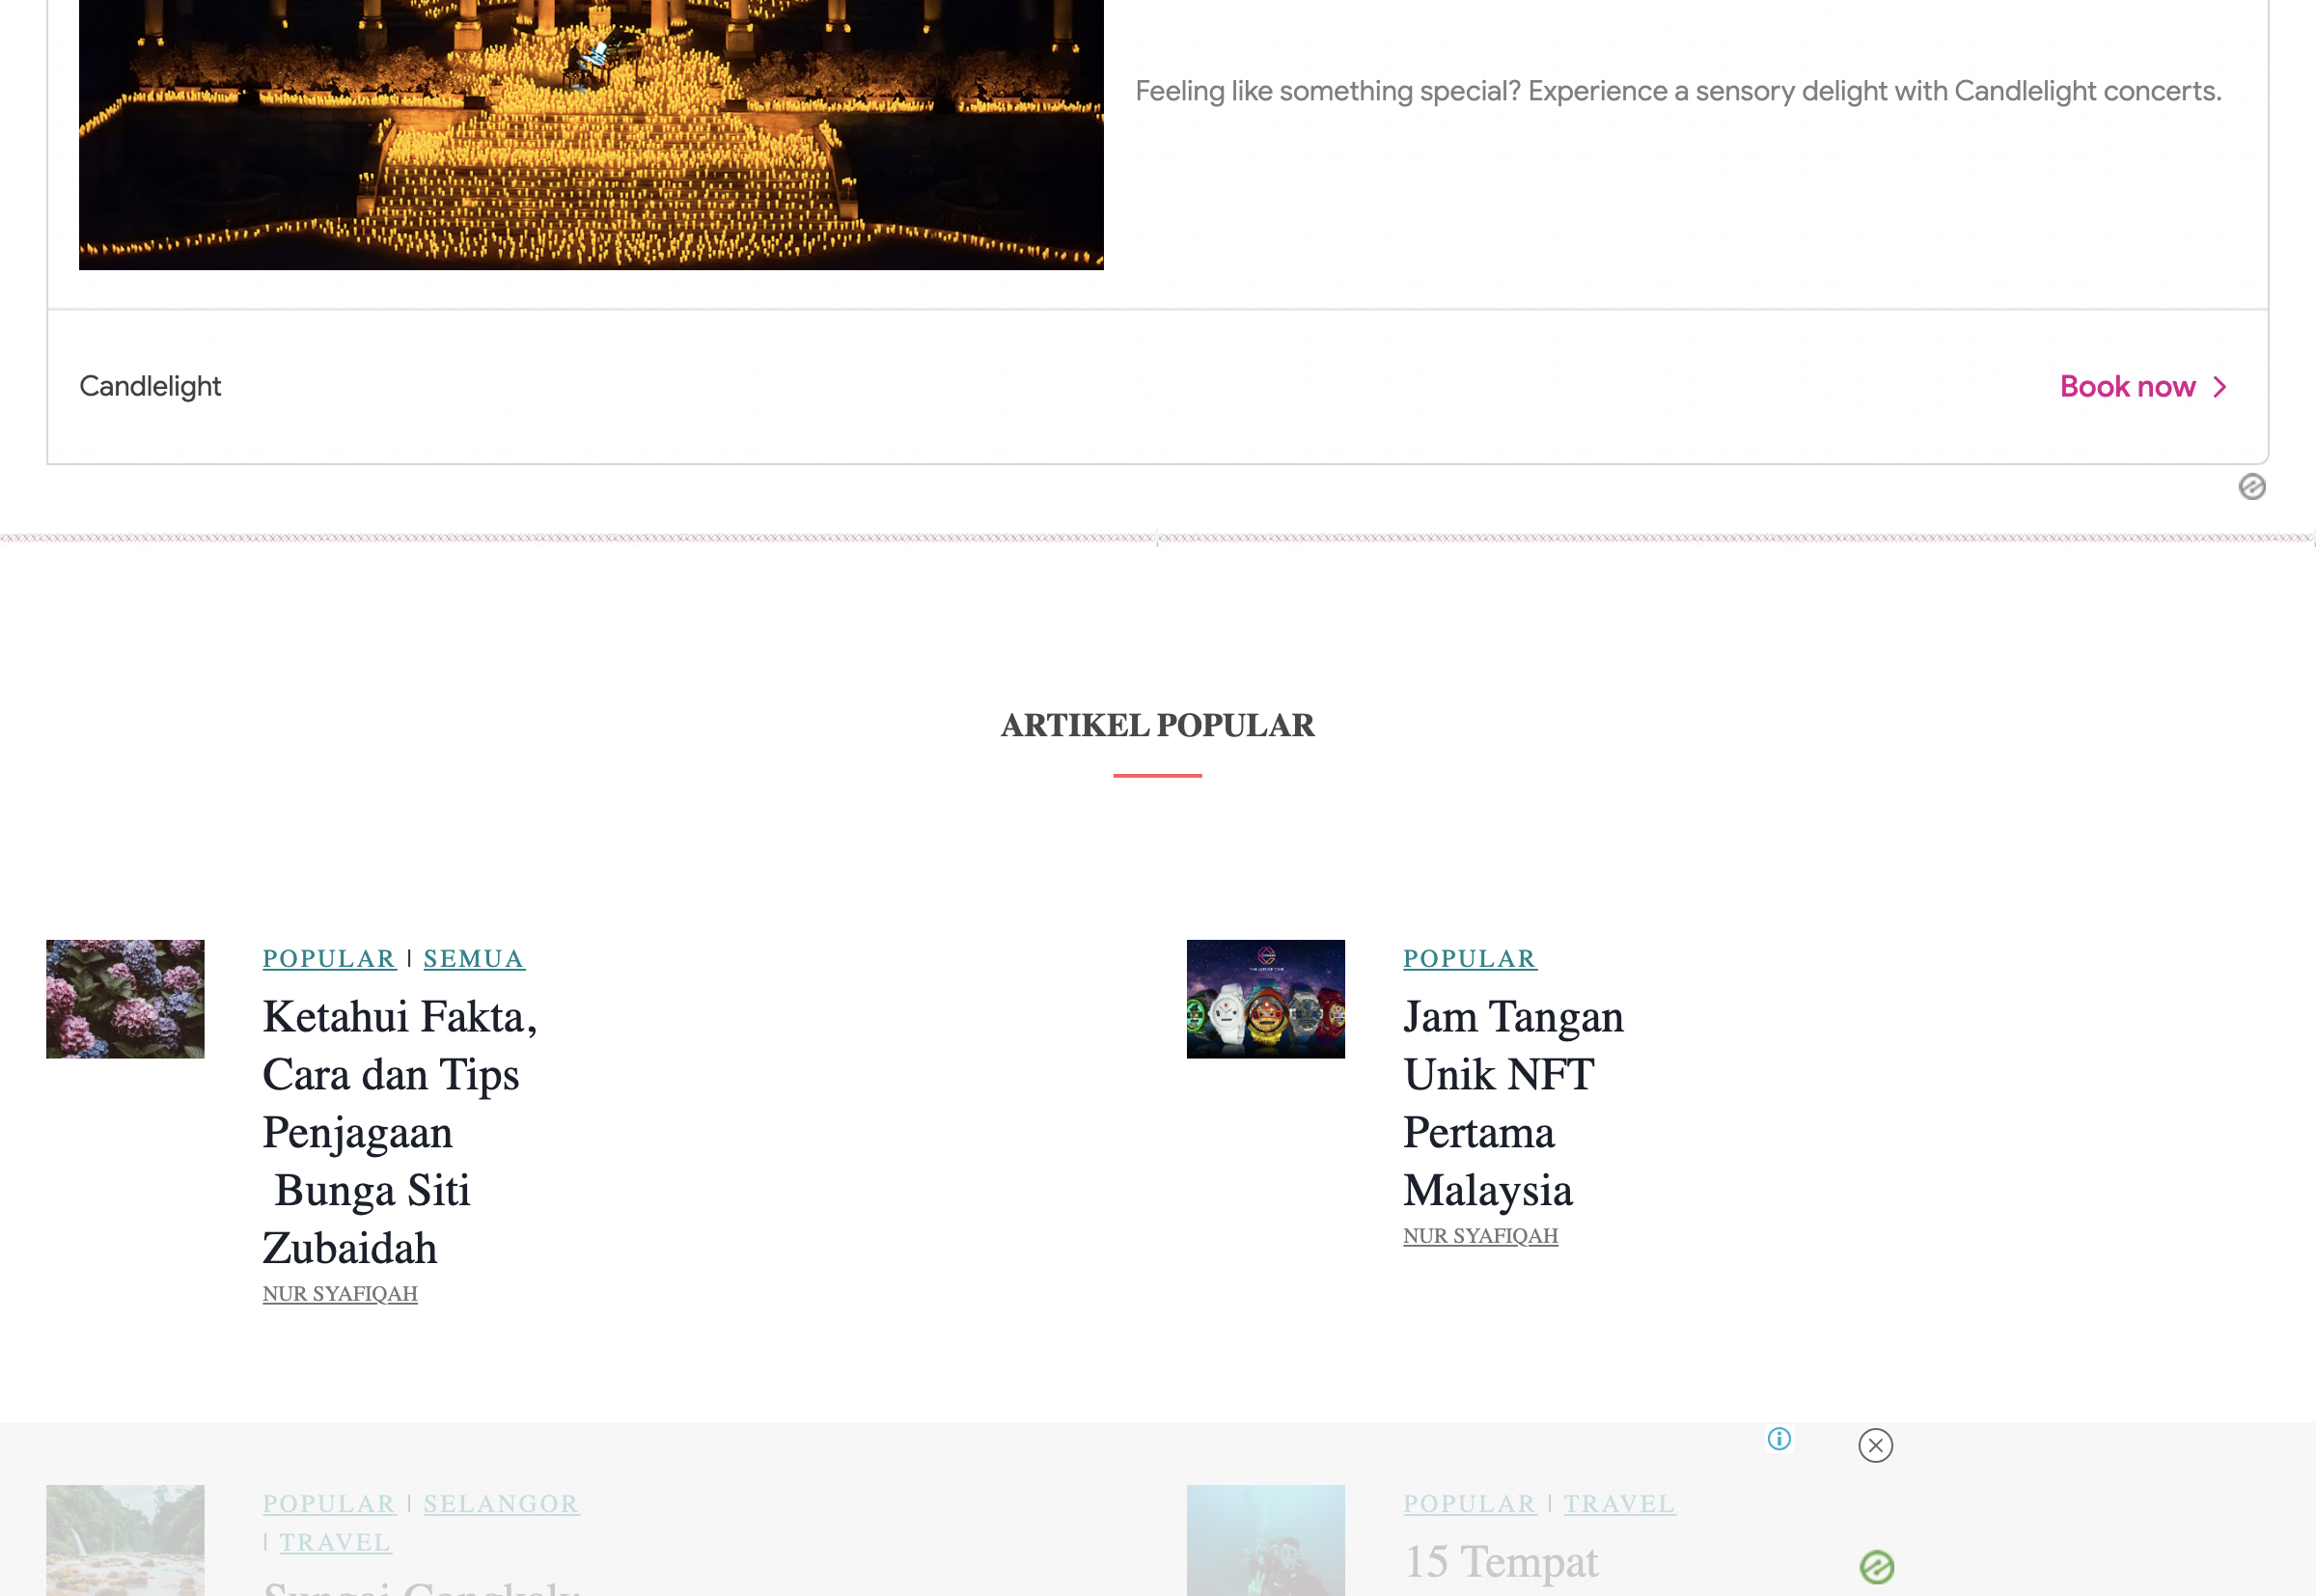 Feeling like something special? Experience a sensory delight with Candlelight concerts.
Candlelight
Book now
ARTIKEL POPULAR
POPULAR | SEMUA
Ketahui Fakta,
Cara dan Tips
Penjagaan
Bunga Siti
Zubaidah
NUR SYAFIQAH
POPULAR
Jam Tangan
Unik NFT
Pertama
Malaysia
NUR SYAFIQAH
POPULAR | SELANGOR
| TRAVEL
Sungai Congkak:
POPULAR | TRAVEL
15 Tempat